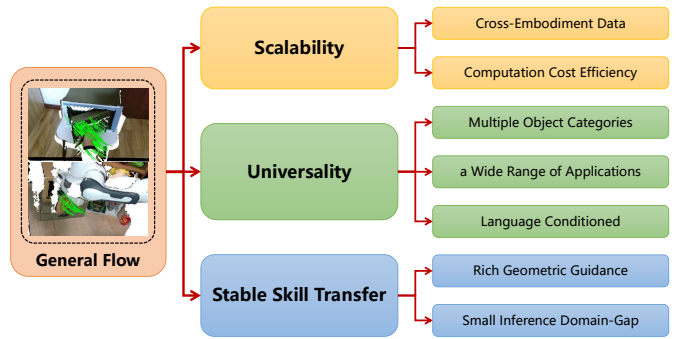 General Flow
Scalability
Cross-Embodiment Data
Computation Cost Efficiency
Universality
Multiple Object Categories
a Wide Range of Applications
Language Conditioned
Stable Skill Transfer
Rich Geometric Guidance
Small Inference Domain-Gap